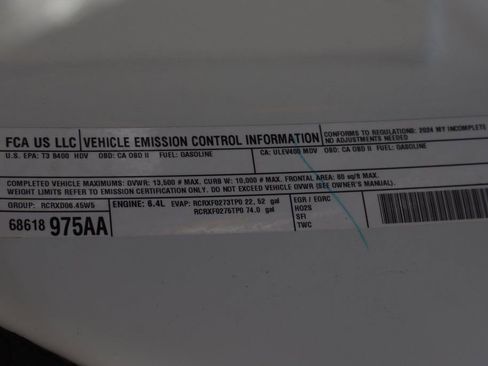 FCA US LLC VEHICLE EMISSION CONTROL INFORMATION CONFORMS TO REGULATIONS: 2024 MY INCOMPLETE
NO ADJUSTMENTS NEEDED
U.S. EPA: T3 8400 HDV OBD: CA OBD II FUEL: GASOLINE CA: ULEV400 MDV OBD: CA OBD II FUEL: GASOLINE
COMPLETED VEHICLE MAXIMUMS: GVWR: 13,500 # MAX. CURB W: 10,000 # MAX. FRONTAL AREA: 60 sq/ft MAX.
WEIGHT LIMITS REFER TO EMISSION CERTIFICATION ONLY. DO NOT EXCEED VEHICLE GVWR (SEE OWNER'S MANUAL).
GROUP: RCRXD06.45W5 ENGINE: 6.4L EVAP: RCRXF0273TP0 22, 52 gal
RCRXF0276TP0 74.0 gal
EGR / EGRC
HO2S
SFI
TWC
68618 975AA